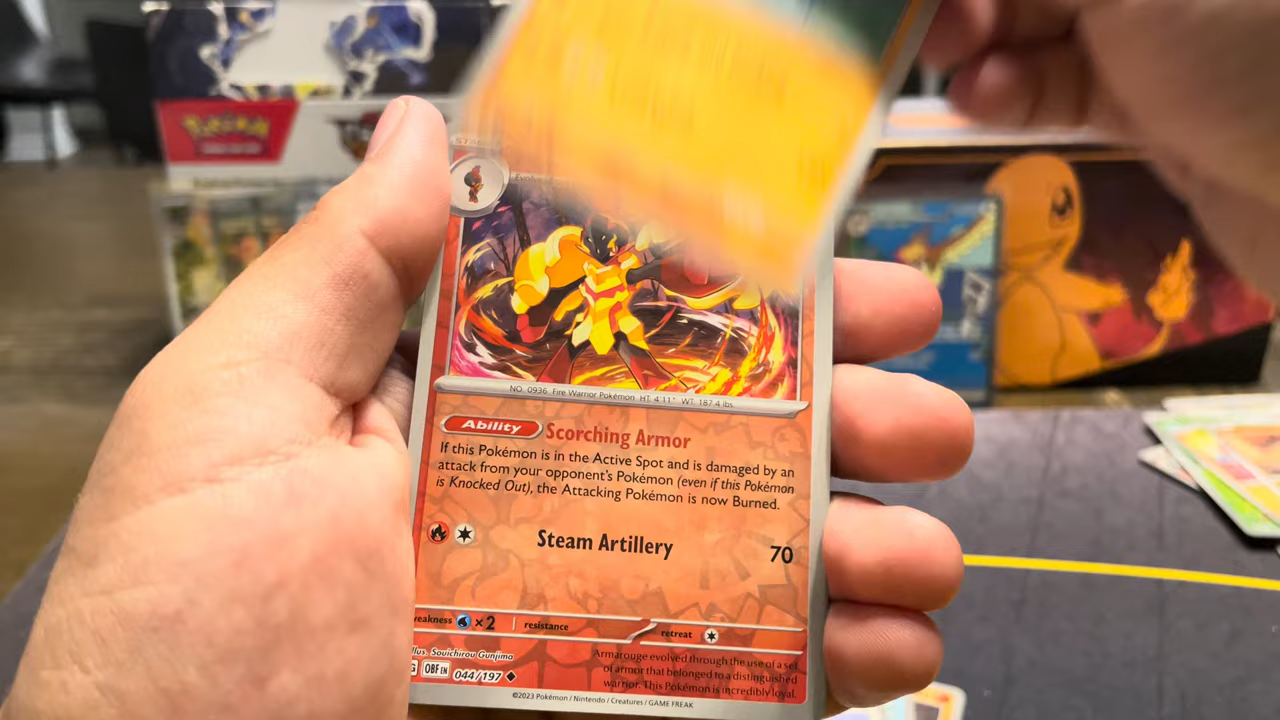 Pokémon
NO. 0936 Fire Warrior Pokémon HT: 4'11" WT: 187.4 lbs
Ability Scorching Armor
If this Pokémon is in the Active Spot and is damaged by an
attack from your opponent's Pokémon (even if this Pokémon
is Knocked Out), the Attacking Pokémon is now Burned.
Steam Artillery 70
weakness ×2 resistance
retreat
Illus. Souichirou Gunjima
G OBF EN 044/197
Armarouge evolved through the use of a set
of armor that belonged to a distinguished
warrior. This Pokémon is incredibly loyal.
©2023 Pokémon / Nintendo / Creatures / GAME FREAK